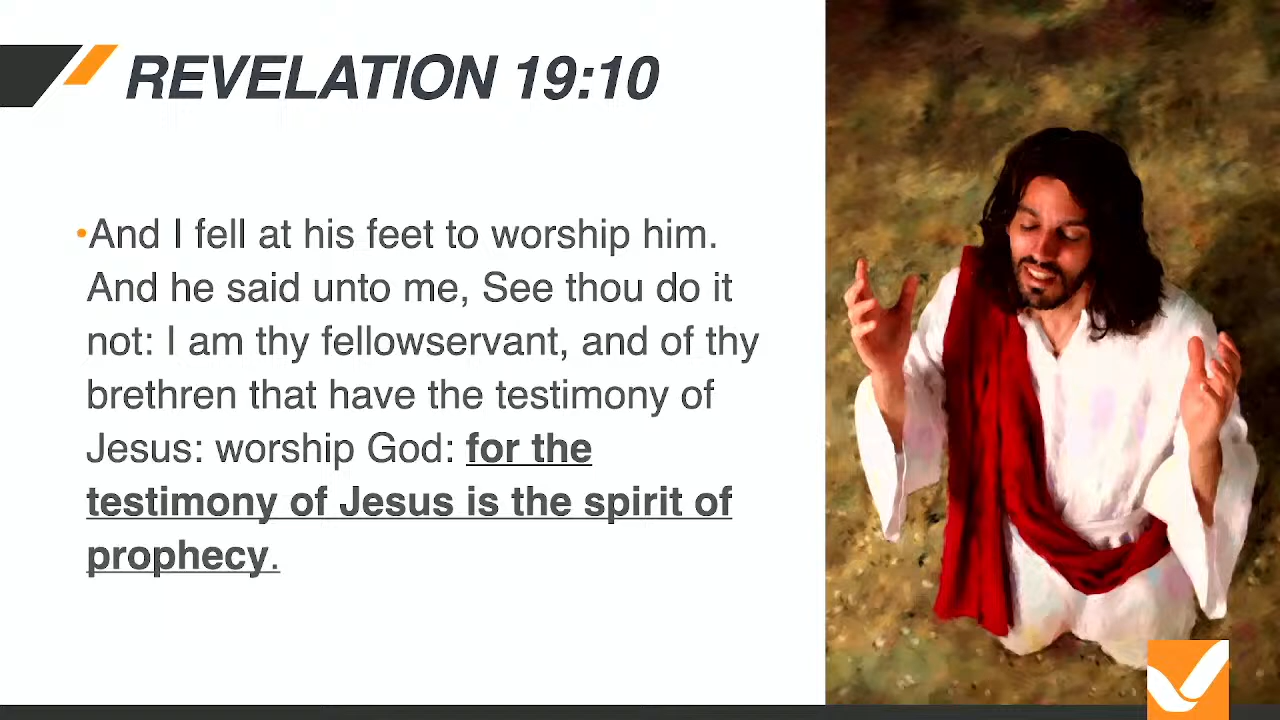 REVELATION 19:10
•And I fell at his feet to worship him.
And he said unto me, See thou do it
not: I am thy fellowservant, and of thy
brethren that have the testimony of
Jesus: worship God: for the
testimony of Jesus is the spirit of
prophecy.